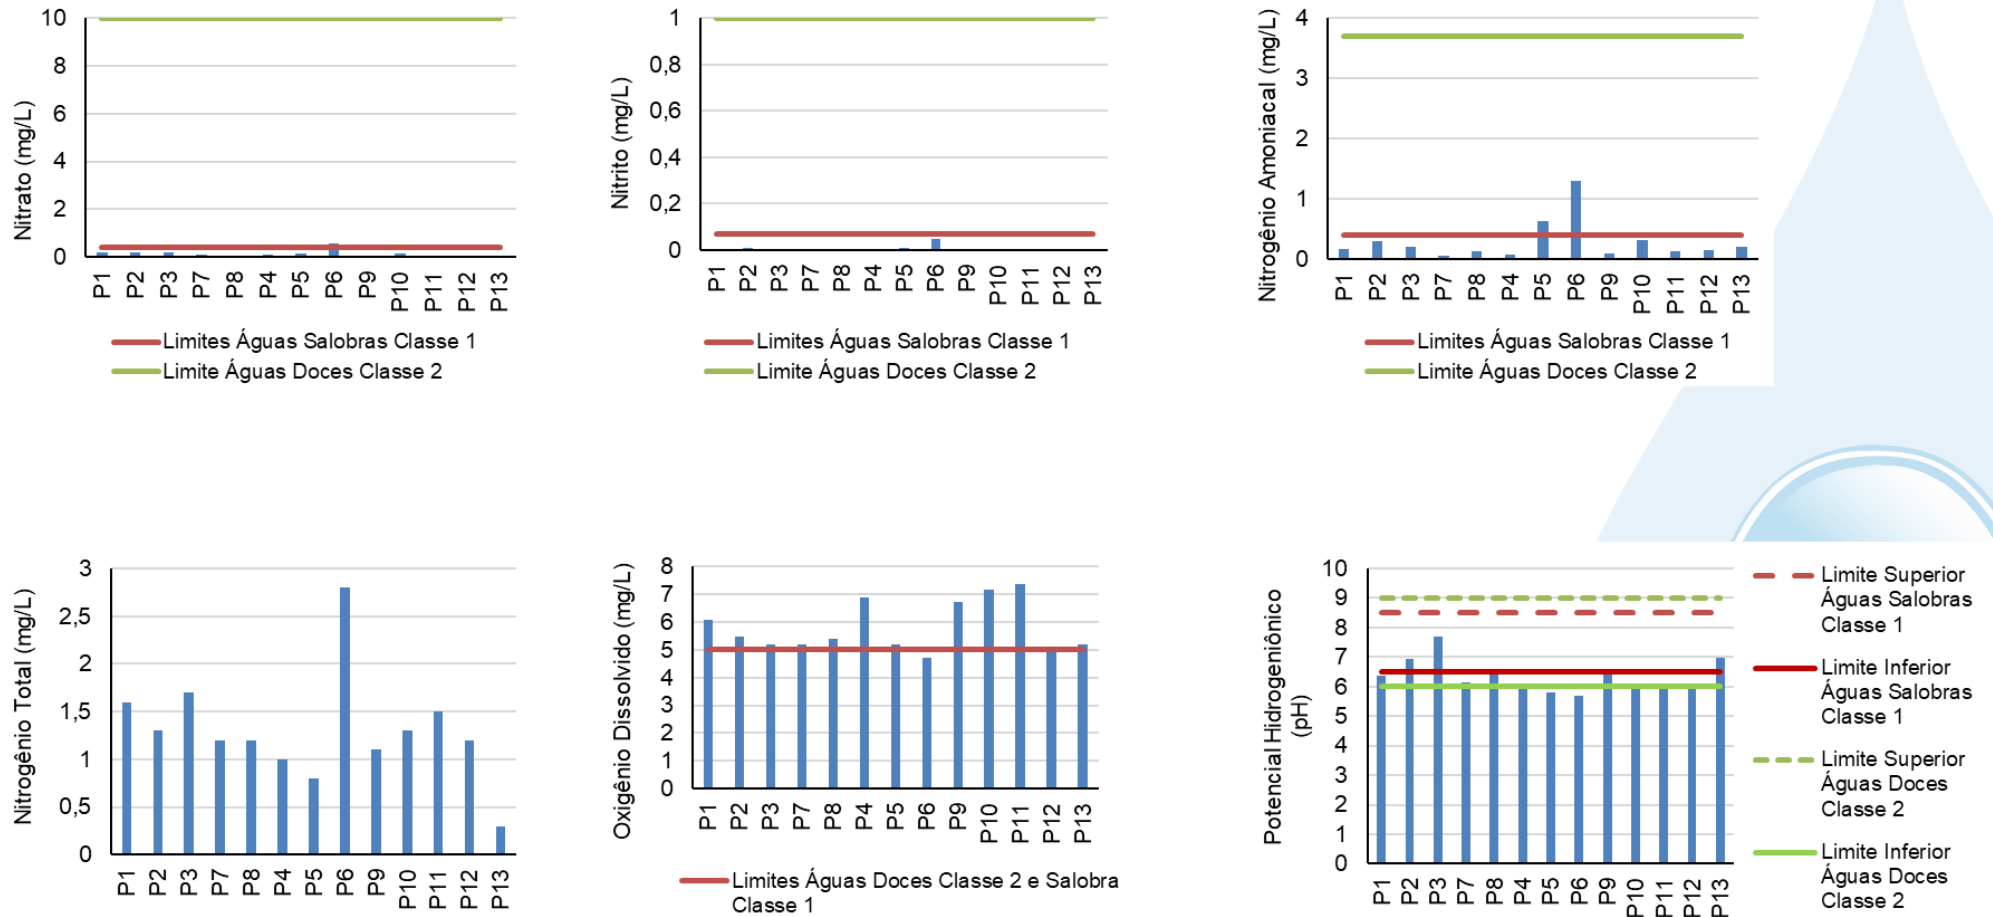 Nitrato (mg/L)
10
8
6
4
2
0
P1
P2
P3
P7
P8
P4
P5
P6
P9
P10
P11
P12
P13
Limites Águas Salobras Classe 1
Limite Águas Doces Classe 2
Nitrito (mg/L)
1
0,8
0,6
0,4
0,2
0
P1
P2
P3
P7
P8
P4
P5
P6
P9
P10
P11
P12
P13
Limites Águas Salobras Classe 1
Limite Águas Doces Classe 2
Nitrogênio Amoniacal (mg/L)
4
3
2
1
0
P1
P2
P3
P7
P8
P4
P5
P6
P9
P10
P11
P12
P13
Limites Águas Salobras Classe 1
Limite Águas Doces Classe 2
Nitrogênio Total (mg/L)
3
2,5
2
1,5
1
0,5
0
P1
P2
P3
P7
P8
P4
P5
P6
P9
P10
P11
P12
P13
Oxigênio Dissolvido (mg/L)
8
7
6
5
4
3
2
1
0
P1
P2
P3
P7
P8
P4
P5
P6
P9
P10
P11
P12
P13
Limites Águas Doces Classe 2 e Salobra
Classe 1
Potencial Hidrogeniônico
(pH)
10
9
8
7
6
5
4
3
2
1
0
P1
P2
P3
P7
P8
P4
P5
P6
P9
P10
P11
P12
P13
Limite Superior
Águas Salobras
Classe 1
Limite Inferior
Águas Salobras
Classe 1
Limite Superior
Águas Doces
Classe 2
Limite Inferior
Águas Doces
Classe 2